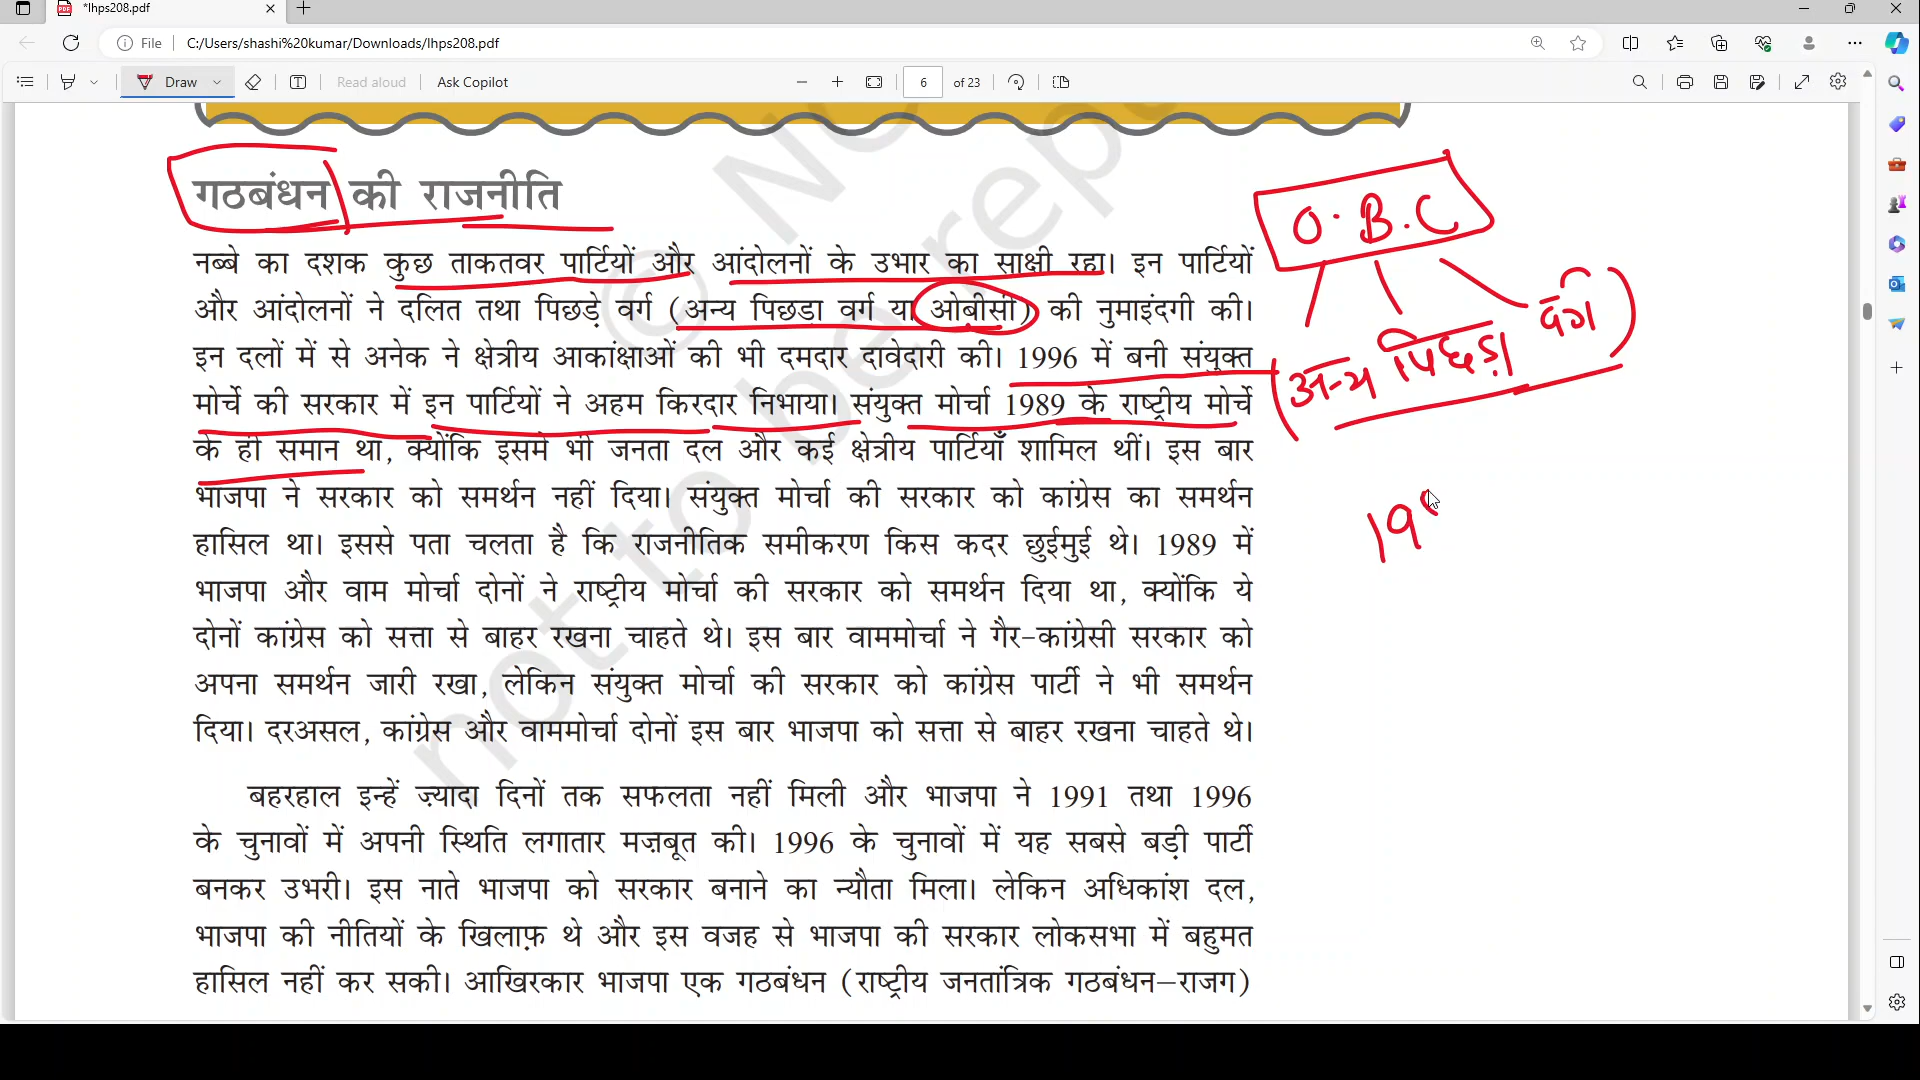 *lhps208.pdf
File C:/Users/shashi%20kumar/Downloads/lhps208.pdf
Draw Read aloud Ask Copilot 6 of 23
गठबंधन की राजनीति
नब्बे का दशक कुछ ताकतवर पार्टियों और आंदोलनों के उभार का साक्षी रहा। इन पार्टियों
और आंदोलनों ने दलित तथा पिछड़े वर्ग (अन्य पिछड़ा वर्ग या ओबीसी) की नुमाइंदगी की।
इन दलों में से अनेक ने क्षेत्रीय आकांक्षाओं की भी दमदार दावेदारी की। 1996 में बनी संयुक्त
मोर्चे की सरकार में इन पार्टियों ने अहम किरदार निभाया। संयुक्त मोर्चा 1989 के राष्ट्रीय मोर्चे
के ही समान था, क्योंकि इसमें भी जनता दल और कई क्षेत्रीय पार्टियाँ शामिल थीं। इस बार
भाजपा ने सरकार को समर्थन नहीं दिया। संयुक्त मोर्चा की सरकार को कांग्रेस का समर्थन
हासिल था। इससे पता चलता है कि राजनीतिक समीकरण किस कदर छुईमुई थे। 1989 में
भाजपा और वाम मोर्चा दोनों ने राष्ट्रीय मोर्चा की सरकार को समर्थन दिया था, क्योंकि ये
दोनों कांग्रेस को सत्ता से बाहर रखना चाहते थे। इस बार वाममोर्चा ने गैर-कांग्रेसी सरकार को
अपना समर्थन जारी रखा, लेकिन संयुक्त मोर्चा की सरकार को कांग्रेस पार्टी ने भी समर्थन
दिया। दरअसल, कांग्रेस और वाममोर्चा दोनों इस बार भाजपा को सत्ता से बाहर रखना चाहते थे।
बहरहाल इन्हें ज़्यादा दिनों तक सफलता नहीं मिली और भाजपा ने 1991 तथा 1996
के चुनावों में अपनी स्थिति लगातार मज़बूत की। 1996 के चुनावों में यह सबसे बड़ी पार्टी
बनकर उभरी। इस नाते भाजपा को सरकार बनाने का न्यौता मिला। लेकिन अधिकांश दल,
भाजपा की नीतियों के खिलाफ़ थे और इस वजह से भाजपा की सरकार लोकसभा में बहुमत
हासिल नहीं कर सकी। आखिरकार भाजपा एक गठबंधन (राष्ट्रीय जनतांत्रिक गठबंधन–राजग)
O.B.C
(अन्य पिछड़ा वर्ग)
19
© not to be